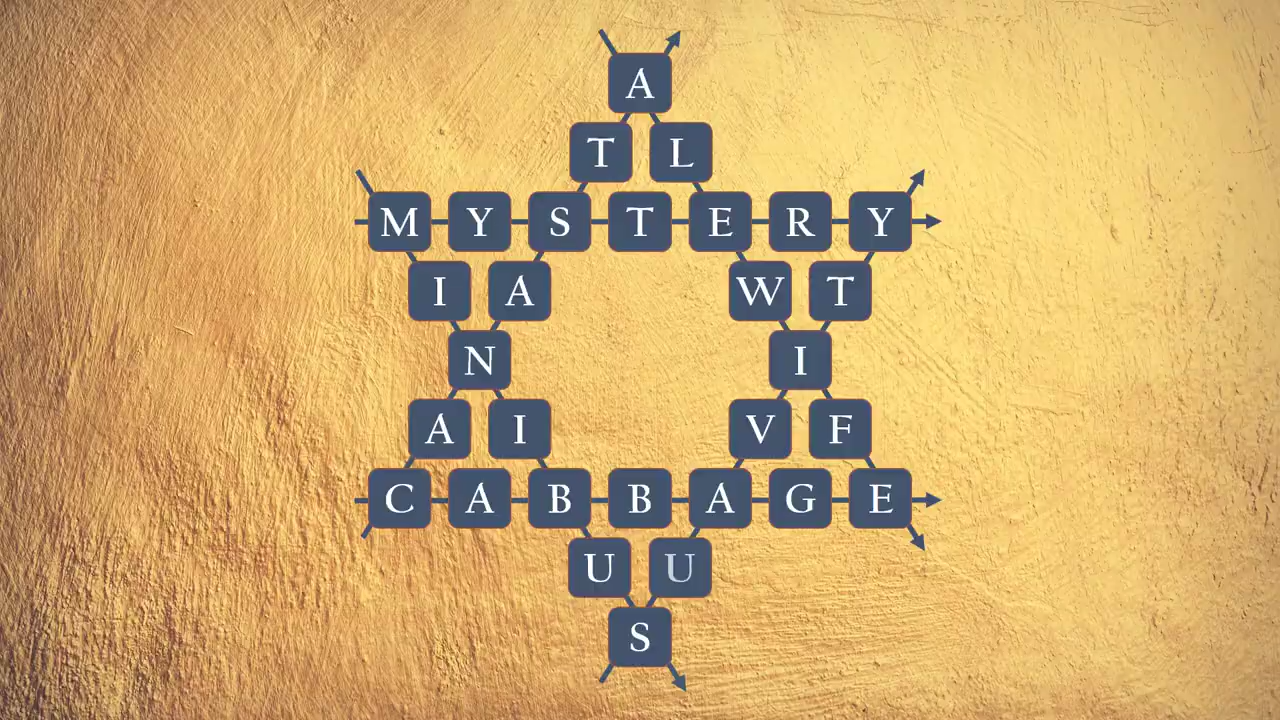 A
T L
M Y S T E R Y
I A W T
N I
A I V F
C A B B A G E
U U
S